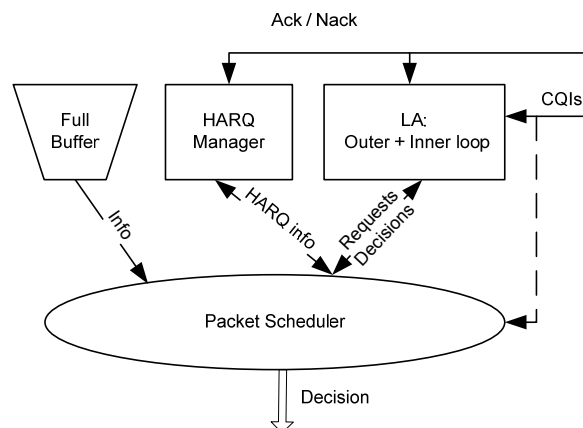 Ack / Nack
CQIs
Full
Buffer
HARQ
Manager
LA:
Outer + Inner loop
Info
HARQ info
Requests
Decisions
Packet Scheduler
Decision